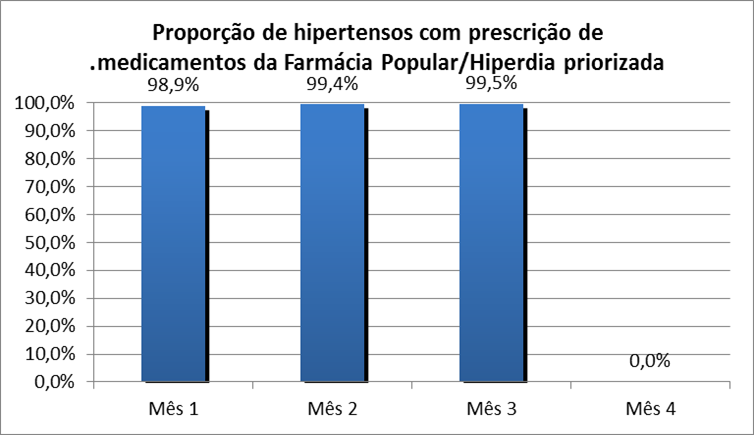 Proporção de hipertensos com prescrição de
.medicamentos da Farmácia Popular/Hiperdia priorizada
98,9%
99,4%
99,5%
0,0%
100,0%
90,0%
80,0%
70,0%
60,0%
50,0%
40,0%
30,0%
20,0%
10,0%
0,0%
Mês 1
Mês 2
Mês 3
Mês 4